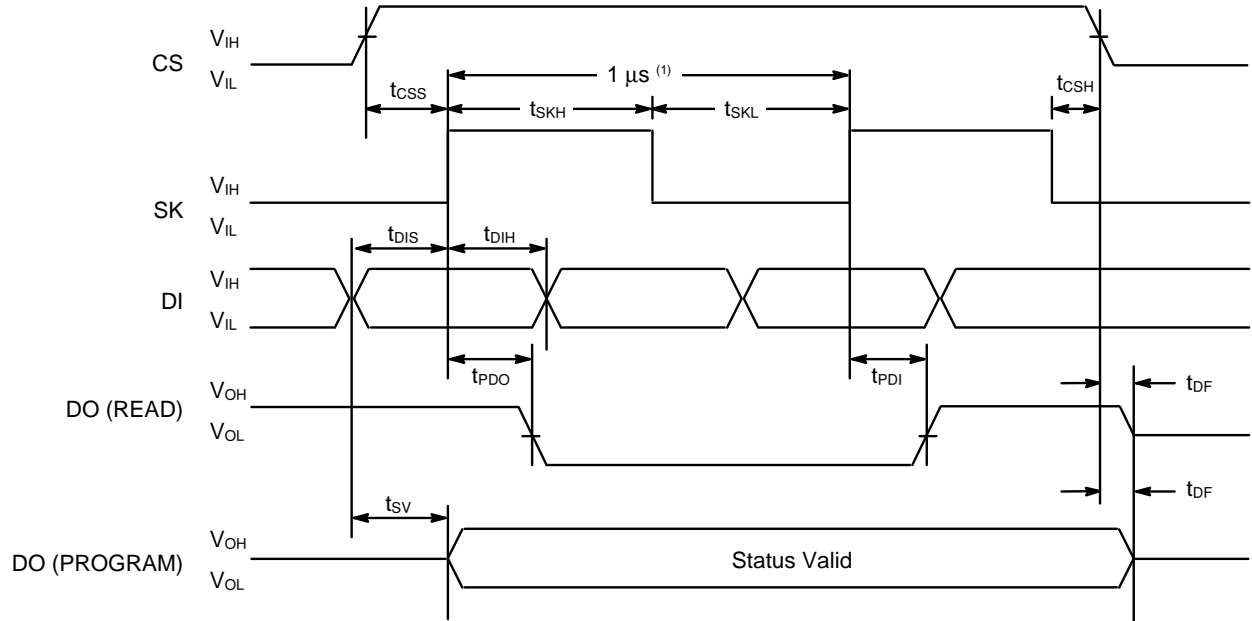 CS
V_IH
V_IL
1 μs (1)
t_CSS
t_SKH
t_SKL
t_CSH
SK
V_IH
V_IL
t_DIS
t_DIH
DI
V_IH
V_IL
t_PDO
t_PDI
DO (READ)
V_OH
V_OL
t_DF
t_DF
t_SV
DO (PROGRAM)
V_OH
V_OL
Status Valid